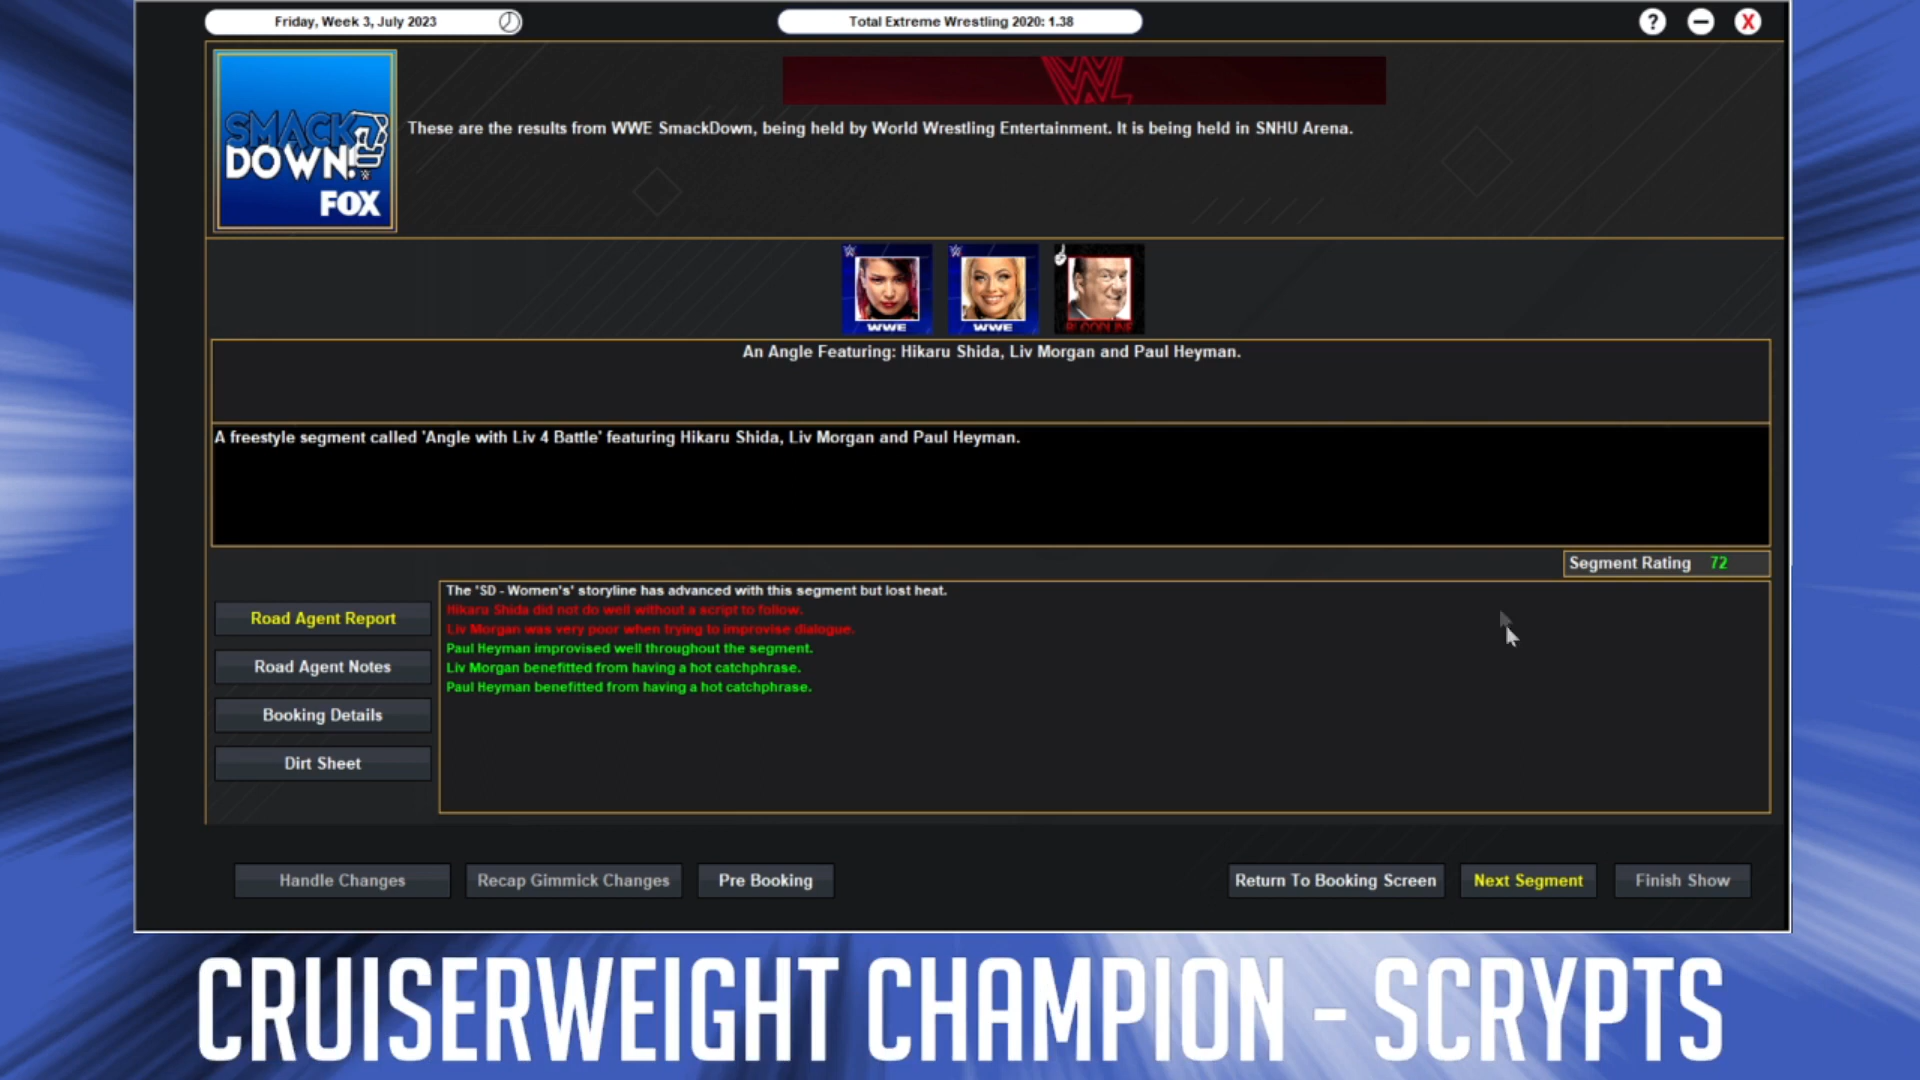 Friday, Week 3, July 2023
Total Extreme Wrestling 2020: 1.38
?
X
SMACK
DOWN!
FOX
These are the results from WWE SmackDown, being held by World Wrestling Entertainment. It is being held in SNHU Arena.
WWE
WWE
BLOODLINE
An Angle Featuring: Hikaru Shida, Liv Morgan and Paul Heyman.
A freestyle segment called 'Angle with Liv 4 Battle' featuring Hikaru Shida, Liv Morgan and Paul Heyman.
Segment Rating 72
Road Agent Report
Road Agent Notes
Booking Details
Dirt Sheet
The 'SD - Women's' storyline has advanced with this segment but lost heat.
Hikaru Shida did not do well without a script to follow.
Liv Morgan was very poor when trying to improvise dialogue.
Paul Heyman improvised well throughout the segment.
Liv Morgan benefitted from having a hot catchphrase.
Paul Heyman benefitted from having a hot catchphrase.
Handle Changes
Recap Gimmick Changes
Pre Booking
Return To Booking Screen
Next Segment
Finish Show
CRUISERWEIGHT CHAMPION - SCRYPTS